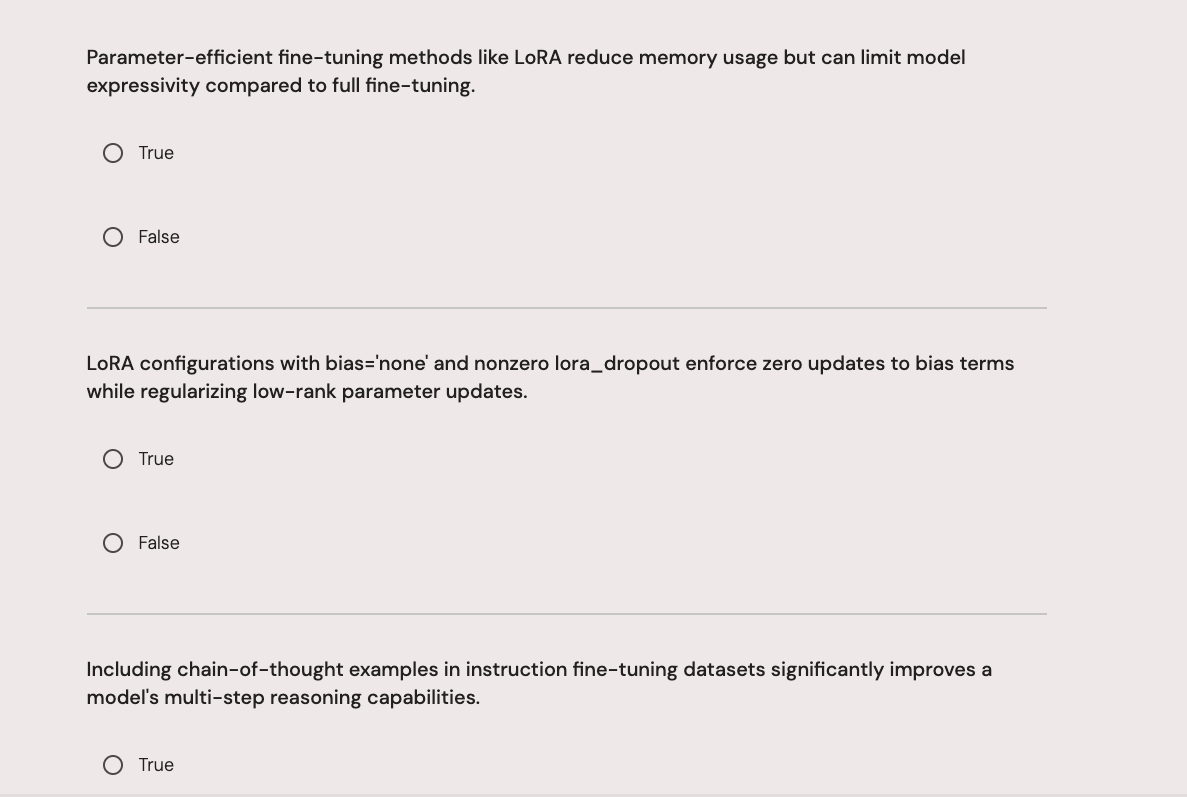 Parameter-efficient fine-tuning methods like LoRA reduce memory usage but can limit model
expressivity compared to full fine-tuning.
True
False
LoRA configurations with bias='none' and nonzero lora_dropout enforce zero updates to bias terms
while regularizing low-rank parameter updates.
True
False
Including chain-of-thought examples in instruction fine-tuning datasets significantly improves a
model's multi-step reasoning capabilities.
True